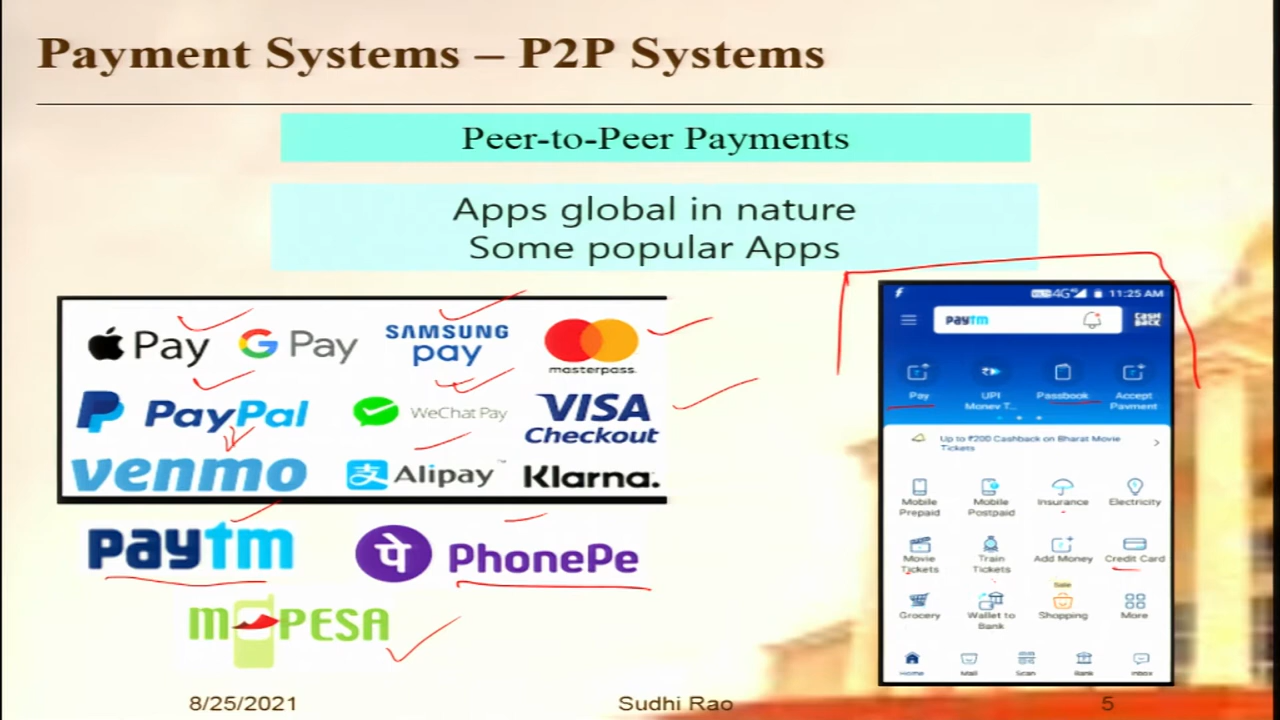 Payment Systems – P2P Systems
Peer-to-Peer Payments
Apps global in nature
Some popular Apps
Pay G Pay SAMSUNG pay masterpass.
PayPal WeChat Pay VISA Checkout
venmo 支 Alipay™ Klarna.
paytm पे PhonePe
m PESA
4G 11:25 AM
paytm CASH BACK
Pay UPI Money T... Passbook Accept Payment
Up to ₹200 Cashback on Bharat Movie
Tickets
Mobile Prepaid Mobile Postpaid Insurance Electricity
Movie Tickets Train Tickets Add Money Credit Card
Sale
Grocery Wallet to Bank Shopping More
Home Mall Scan Bank Inbox
8/25/2021 Sudhi Rao 5